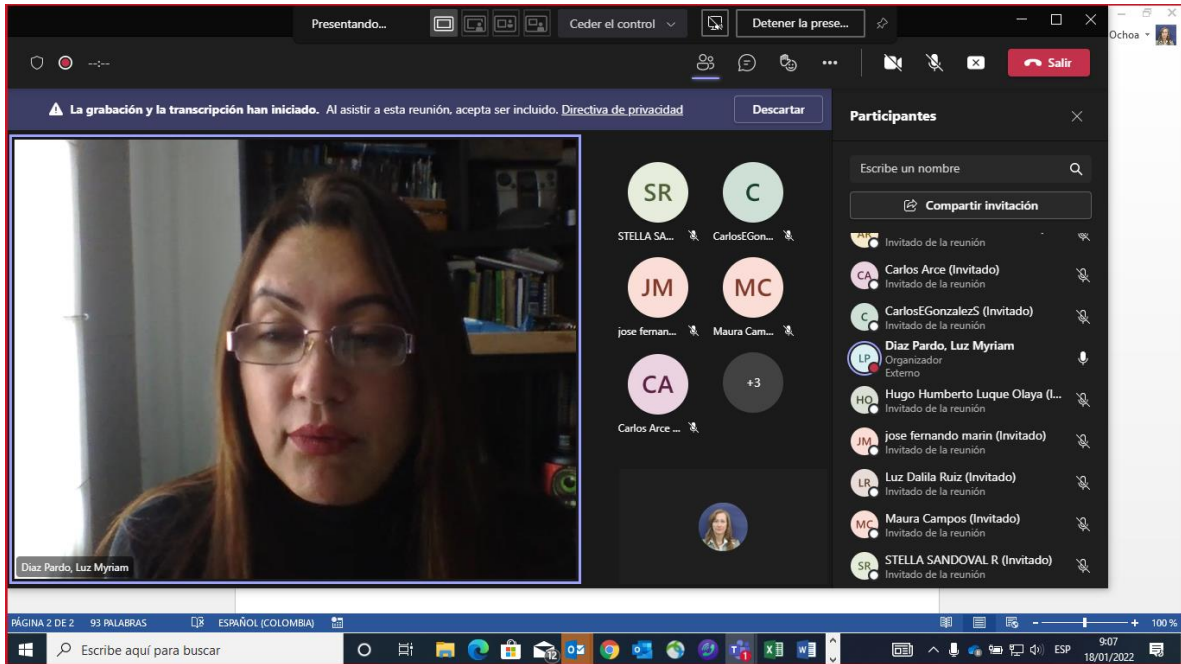 Presentando...
Ceder el control
Detener la prese...
Ochoa
--:--
Salir
La grabación y la transcripción han iniciado. Al asistir a esta reunión, acepta ser incluido. Directiva de privacidad
Descartar
Participantes
Escribe un nombre
Compartir invitación
SR
STELLA SA...
C
CarlosEGon...
JM
jose fernan...
MC
Maura Cam...
CA
Carlos Arce ...
+3
Diaz Pardo, Luz Myriam
Invitado de la reunión
CA
Carlos Arce (Invitado)
Invitado de la reunión
C
CarlosEGonzalezS (Invitado)
Invitado de la reunión
LP
Diaz Pardo, Luz Myriam
Organizador
Externo
HO
Hugo Humberto Luque Olaya (I...
Invitado de la reunión
JM
jose fernando marin (Invitado)
Invitado de la reunión
LR
Luz Dalila Ruiz (Invitado)
Invitado de la reunión
MC
Maura Campos (Invitado)
Invitado de la reunión
SR
STELLA SANDOVAL R (Invitado)
Invitado de la reunión
PÁGINA 2 DE 2 93 PALABRAS ESPAÑOL (COLOMBIA)
100 %
Escribe aquí para buscar
ESP
9:07
18/01/2022